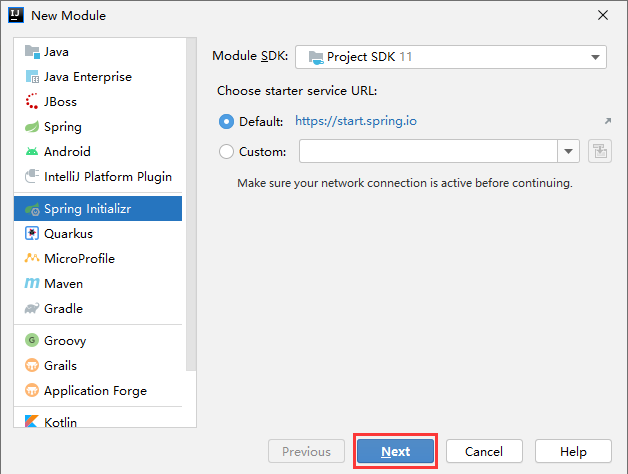 New Module
Java
Java Enterprise
JBoss
Spring
Android
IntelliJ Platform Plugin
Spring Initializr
Quarkus
MicroProfile
Maven
Gradle
Groovy
Grails
Application Forge
Kotlin
Module SDK: Project SDK 11
Choose starter service URL:
Default: https://start.spring.io
Custom:
Make sure your network connection is active before continuing.
Previous Next Cancel Help